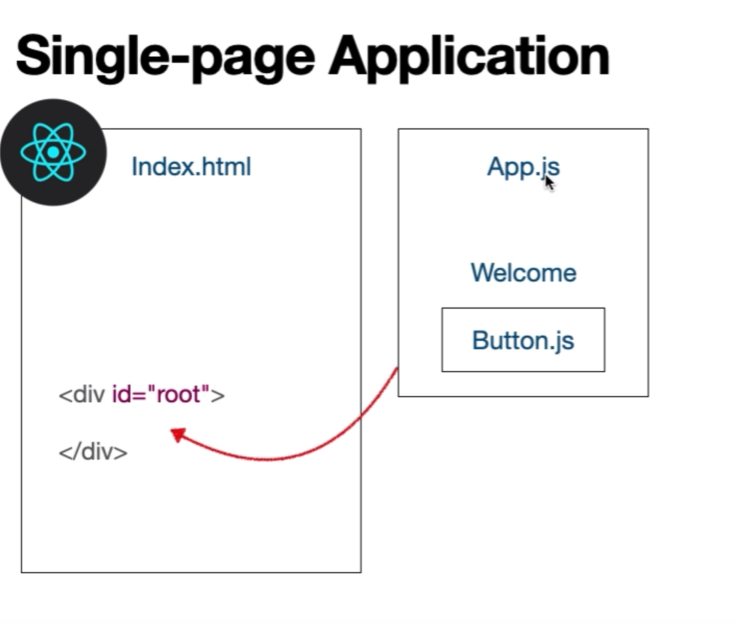 Single-page Application
Index.html
<div id="root">
</div>
App.js
Welcome
Button.js